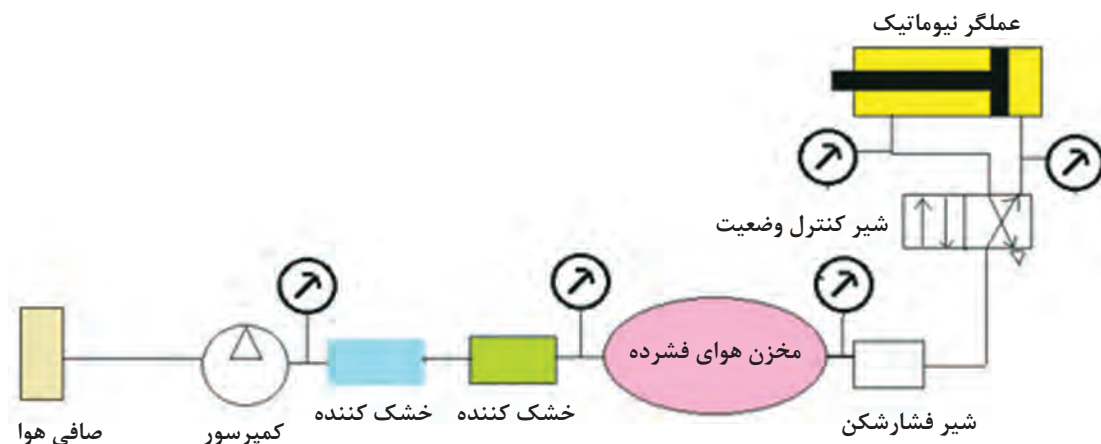 عملگر نیوماتیک
شیر کنترل وضعیت
مخزن هوای فشرده
صافی هوا
کمپرسور
خشک کننده
خشک کننده
شیر فشارشکن